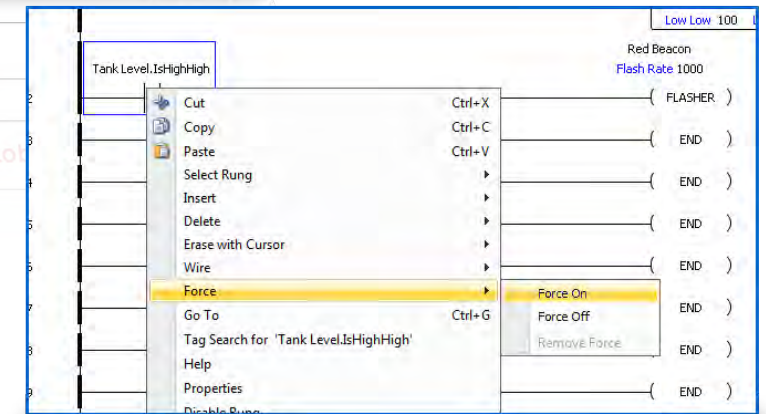 Low Low 100
Red Beacon
Tank Level.IsHighHigh
Flash Rate 1000
2
FLASHER
Cut Ctrl+X
Copy Ctrl+C
3
END
Paste Ctrl+V
Select Rung
4
END
Insert
Delete
5
END
Erase with Cursor
Wire
END
Force
Force On
7
END
Go To Ctrl+G
Force Off
Tag Search for 'Tank Level.IsHighHigh'
Remove Force
END
Help
Properties
9
END
Disable Rung